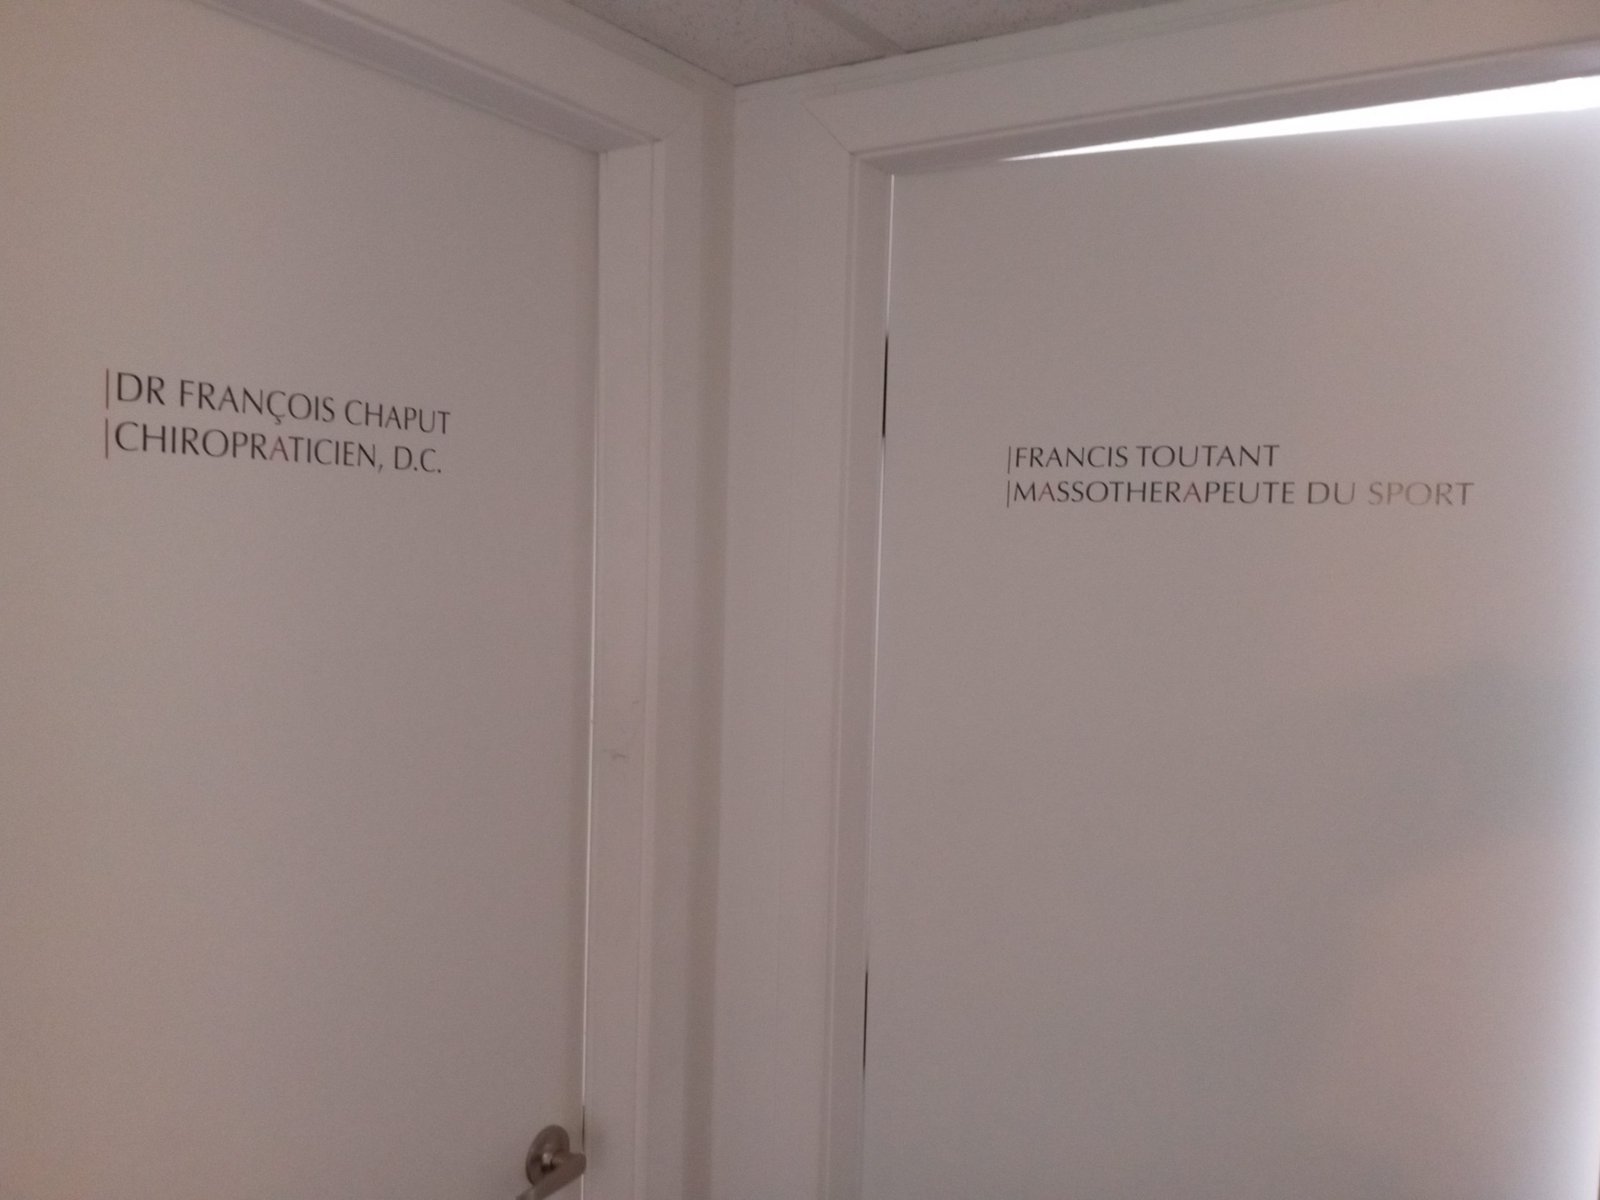 DR FRANÇOIS CHAPUT
CHIROPRATICIEN, D.C.
FRANCIS TOUTANT
MASSOTHERAPEUTE DU SPORT